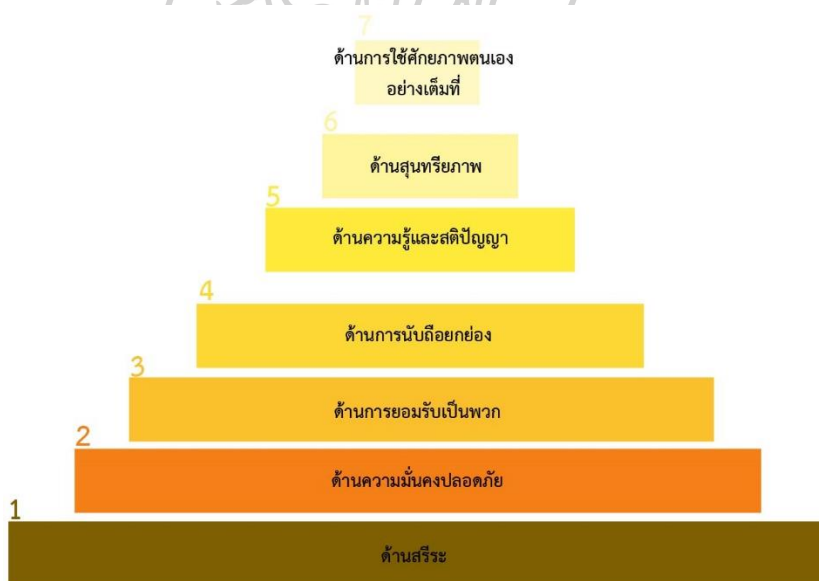 7
ด้านการใช้ศักยภาพตนเอง
อย่างเต็มที่
6
ด้านสุนทรียภาพ
5
ด้านความรู้และสติปัญญา
4
ด้านการนับถือยกย่อง
3
ด้านการยอมรับเป็นพวก
2
ด้านความมั่นคงปลอดภัย
1
ด้านสรีระ